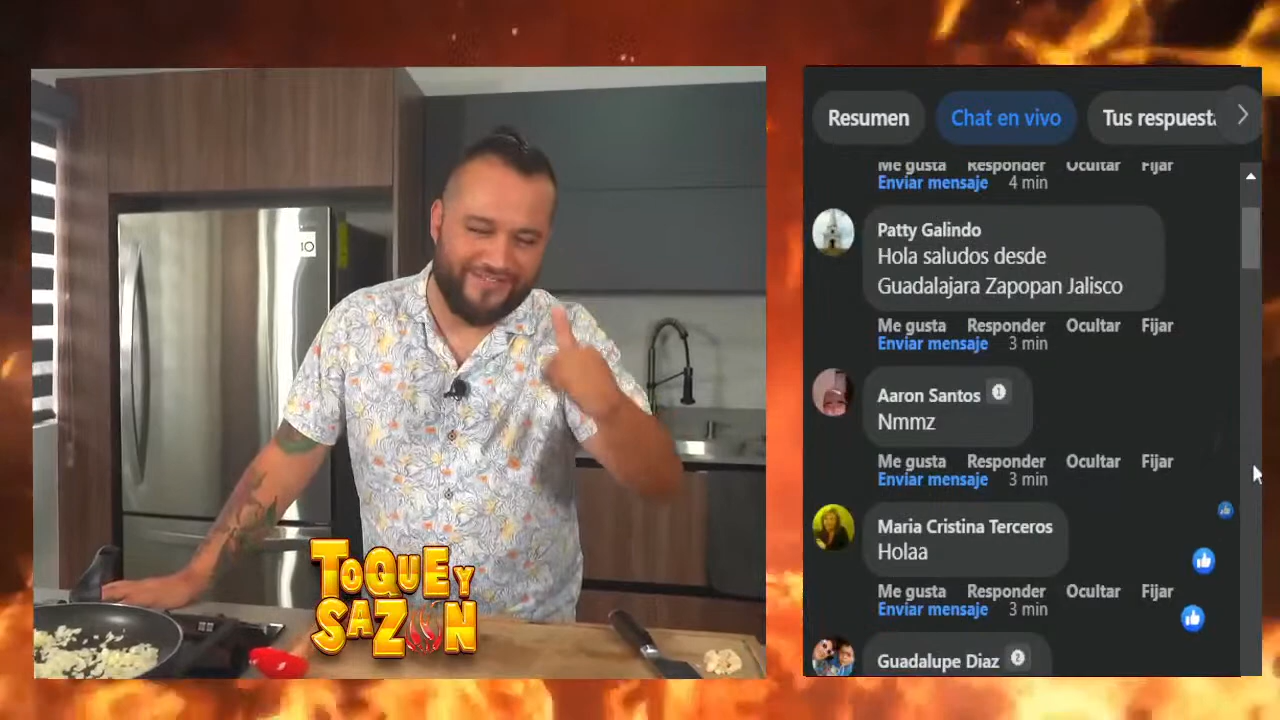 TOQUE Y
SAZÓN
Resumen
Chat en vivo
Tus respuest
Me gusta Responder Ocultar Fijar
Enviar mensaje 4 min
Patty Galindo
Hola saludos desde
Guadalajara Zapopan Jalisco
Me gusta Responder Ocultar Fijar
Enviar mensaje 3 min
Aaron Santos
Nmmz
Me gusta Responder Ocultar Fijar
Enviar mensaje 3 min
Maria Cristina Terceros
Holaa
Me gusta Responder Ocultar Fijar
Enviar mensaje 3 min
Guadalupe Diaz